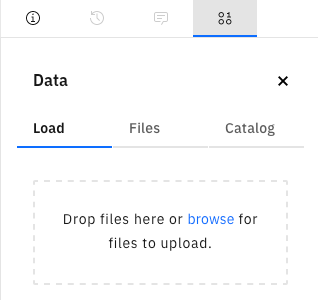 Data
Load Files Catalog
Drop files here or browse for
files to upload.